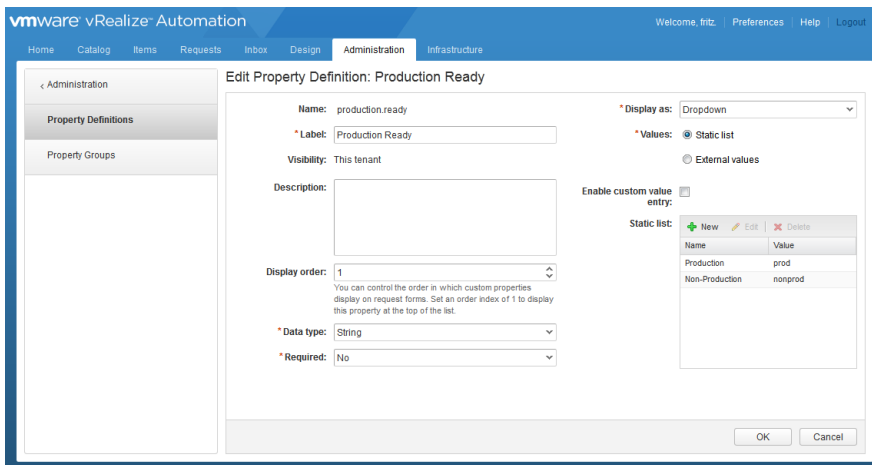 vmware vRealize Automation
Welcome, fritz. Preferences Help Logout
Home Catalog Items Requests Inbox Design Administration Infrastructure
< Administration
Property Definitions
Property Groups
Edit Property Definition: Production Ready
Name: production.ready
* Label: Production Ready
Visibility: This tenant
Description:
Display order: 1
You can control the order in which custom properties
display on request forms. Set an order index of 1 to display
this property at the top of the list.
* Data type: String
* Required: No
* Display as: Dropdown
* Values: Static list
External values
Enable custom value
entry:
Static list: New Edit Delete
Name Value
Production prod
Non-Production nonprod
OK Cancel